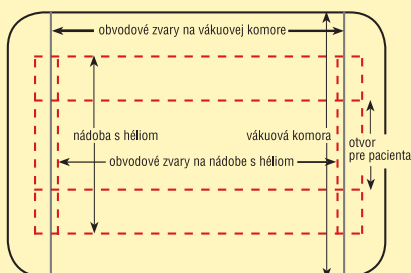 obvodové zvary na vákuovej komore
nádoba s héliom
vákuová komora
otvor
pre pacienta
obvodové zvary na nádobe s héliom